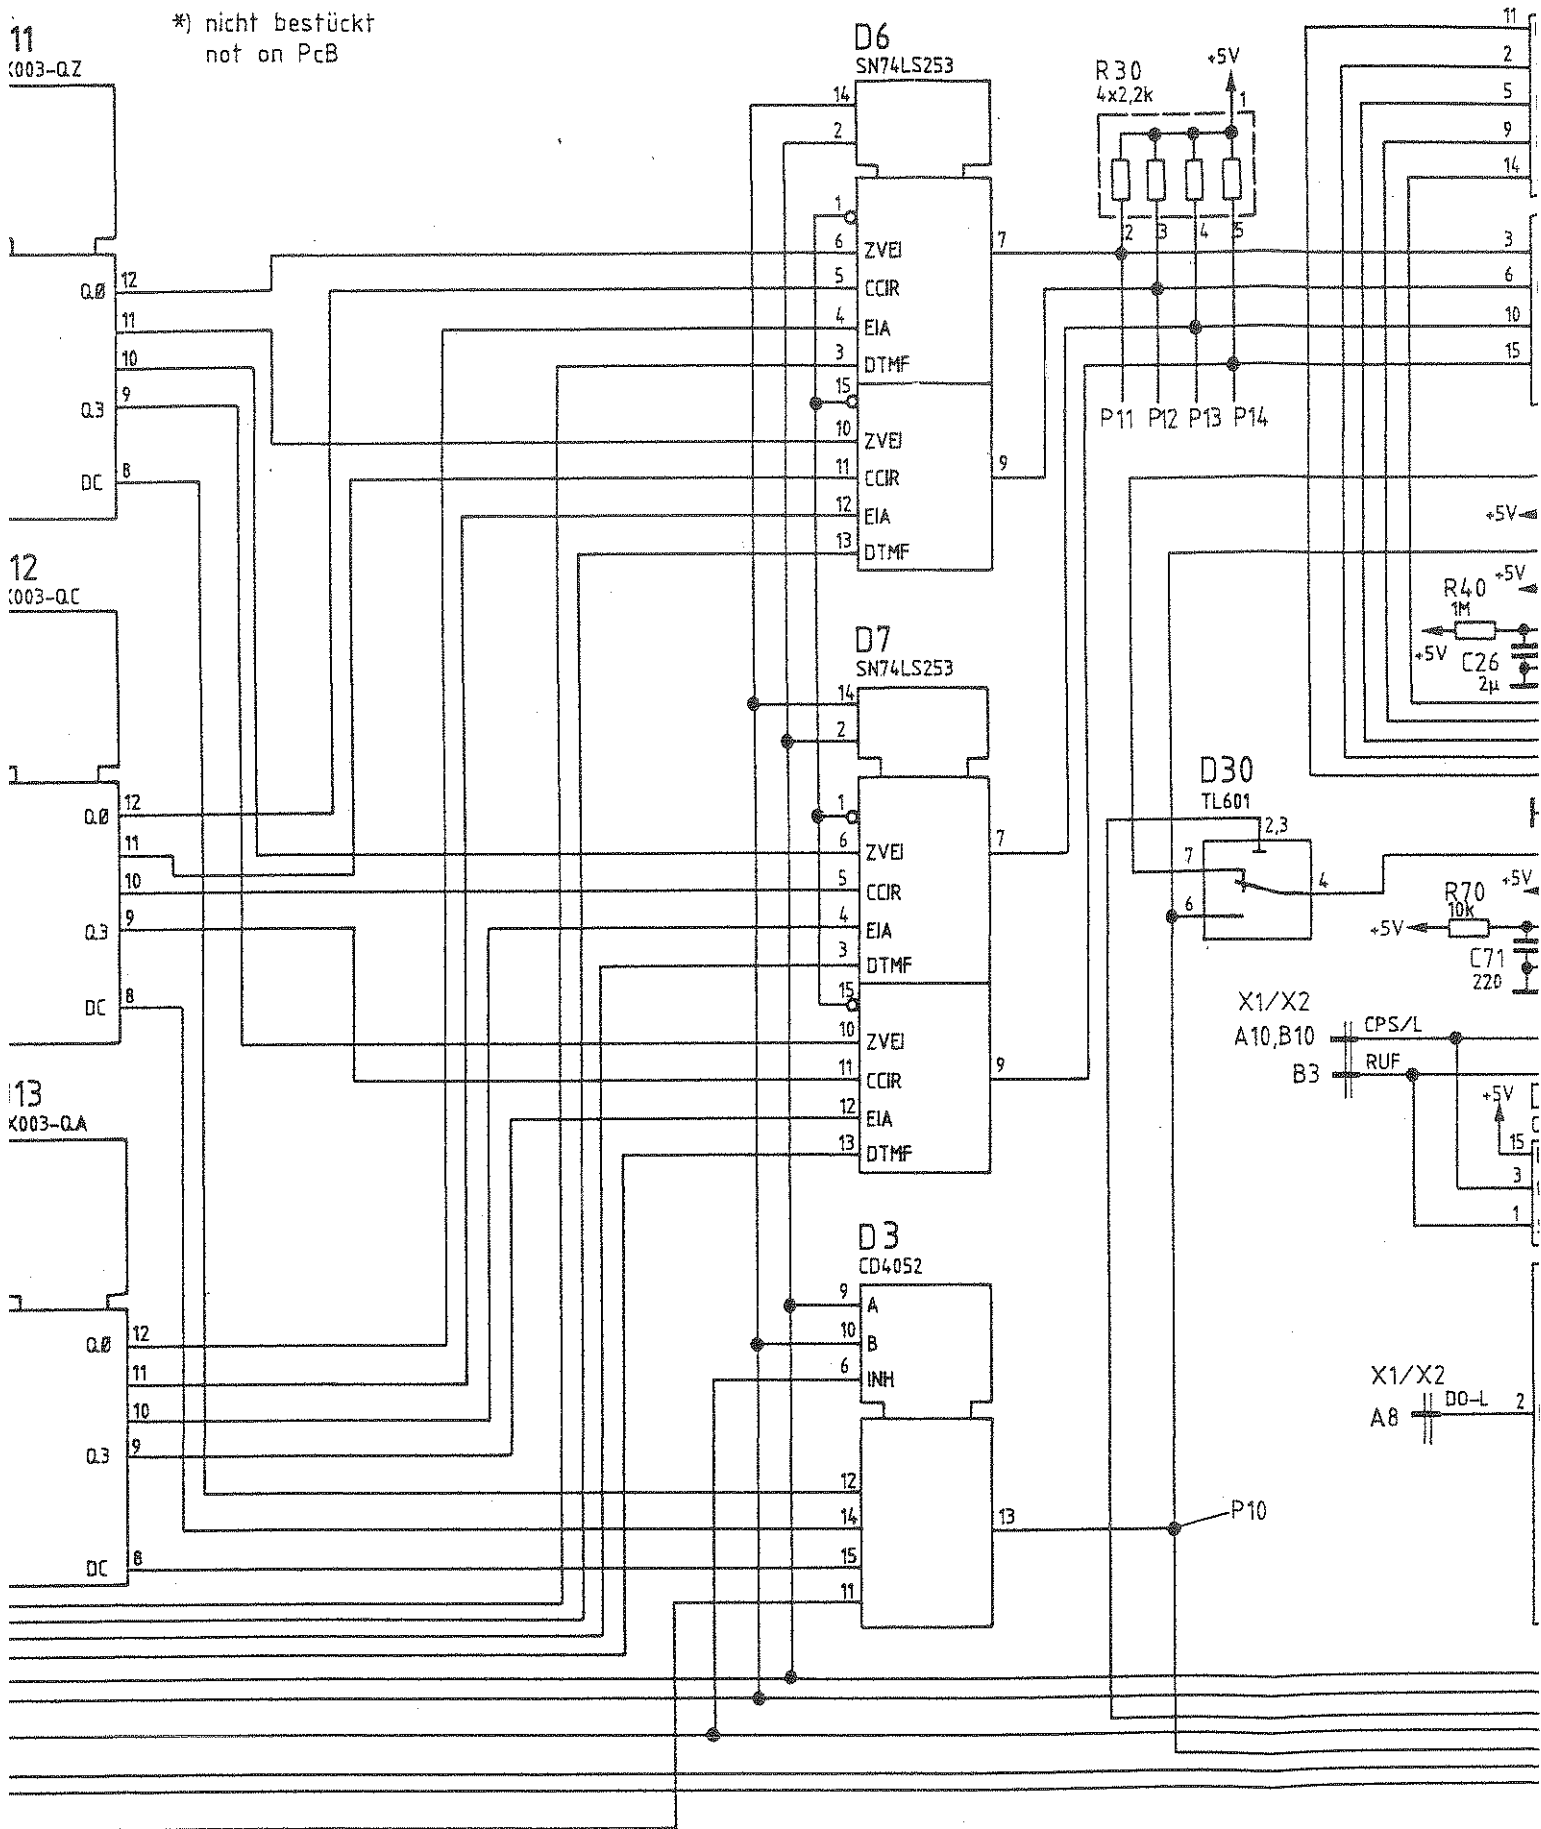 *) nicht bestückt
not on PcB
11
X003-QZ
12
Q0
11
10
9
Q3
8
DC
12
X003-QC
12
Q0
11
10
9
Q3
8
DC
13
X003-QA
12
Q0
11
10
9
Q3
8
DC
D6
SN74LS253
14
2
1
6 ZVEI
5 CCIR
4 EIA
3 DTMF
15
10 ZVEI
11 CCIR
12 EIA
13 DTMF
7
9
D7
SN74LS253
14
2
1
6 ZVEI
5 CCIR
4 EIA
3 DTMF
15
10 ZVEI
11 CCIR
12 EIA
13 DTMF
7
9
D3
CD4052
9 A
10 B
6 INH
12
14
15
11
13
P10
R30
4x2,2k
+5V
1
2 3 4 5
P11 P12 P13 P14
11
2
5
9
14
3
6
10
15
+5V
+5V
R40
1M
+5V
C26
2µ
D30
TL601
2,3
7
4
6
+5V
R70
10k
+5V
C71
220
X1/X2
A10,B10 CPS/L
B3 RUF
+5V
15
3
1
X1/X2
A8 DO-L 2